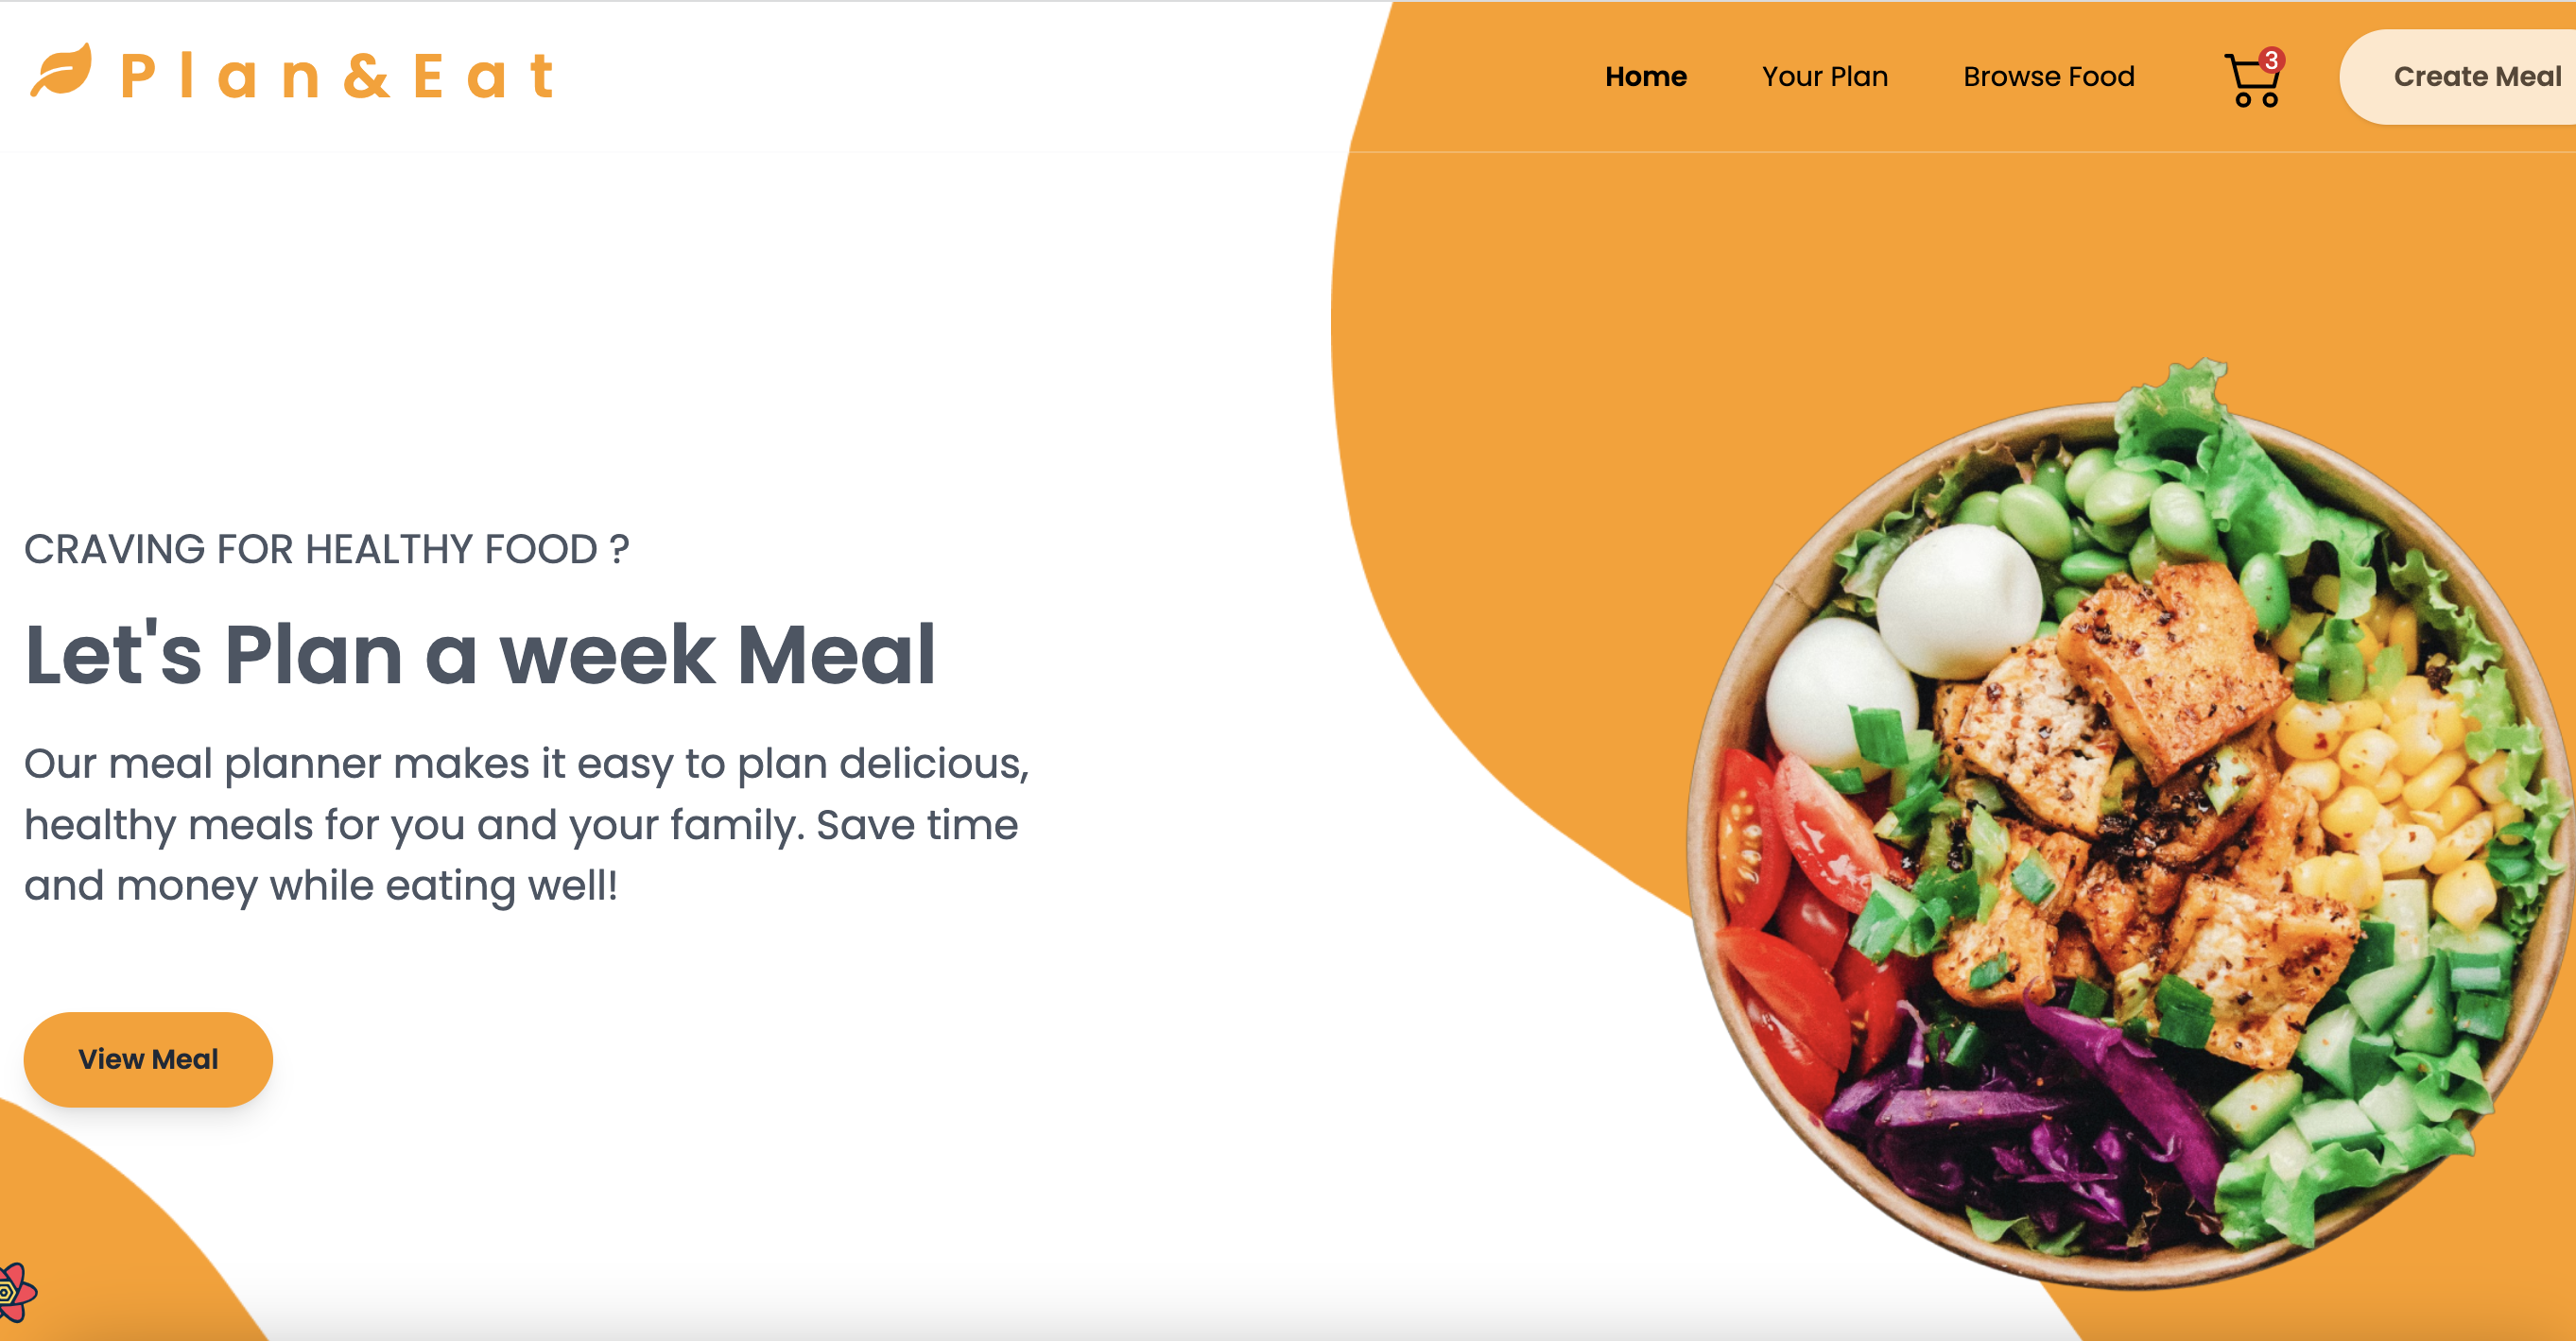 Plan&Eat
Home
Your Plan
Browse Food
3
Create Meal
CRAVING FOR HEALTHY FOOD ?
Let's Plan a week Meal
Our meal planner makes it easy to plan delicious,
healthy meals for you and your family. Save time
and money while eating well!
View Meal